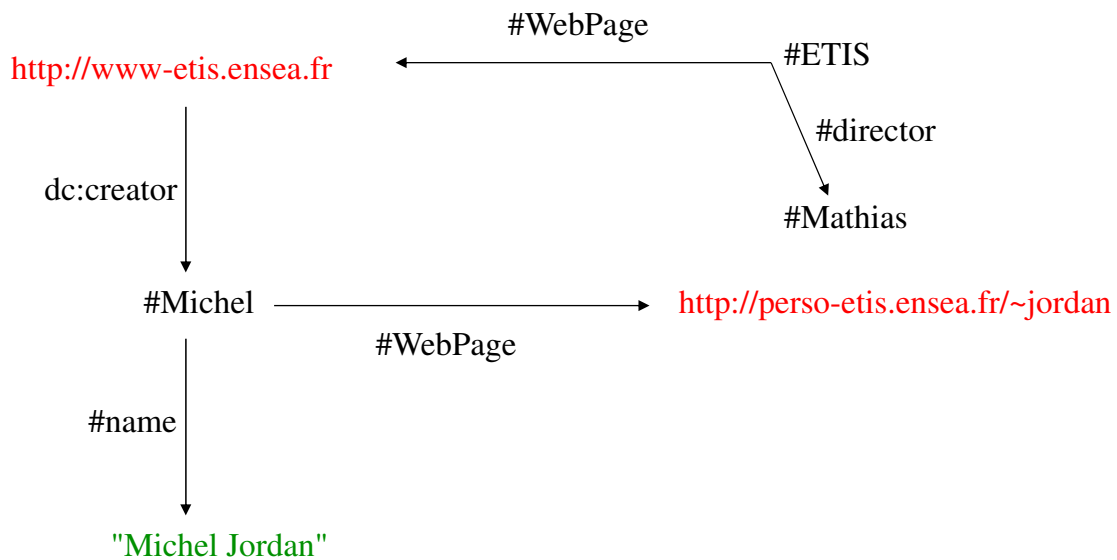 #WebPage
http://www-etis.ensea.fr
#ETIS
#director
dc:creator
#Mathias
#Michel
http://perso-etis.ensea.fr/~jordan
#WebPage
#name
"Michel Jordan"